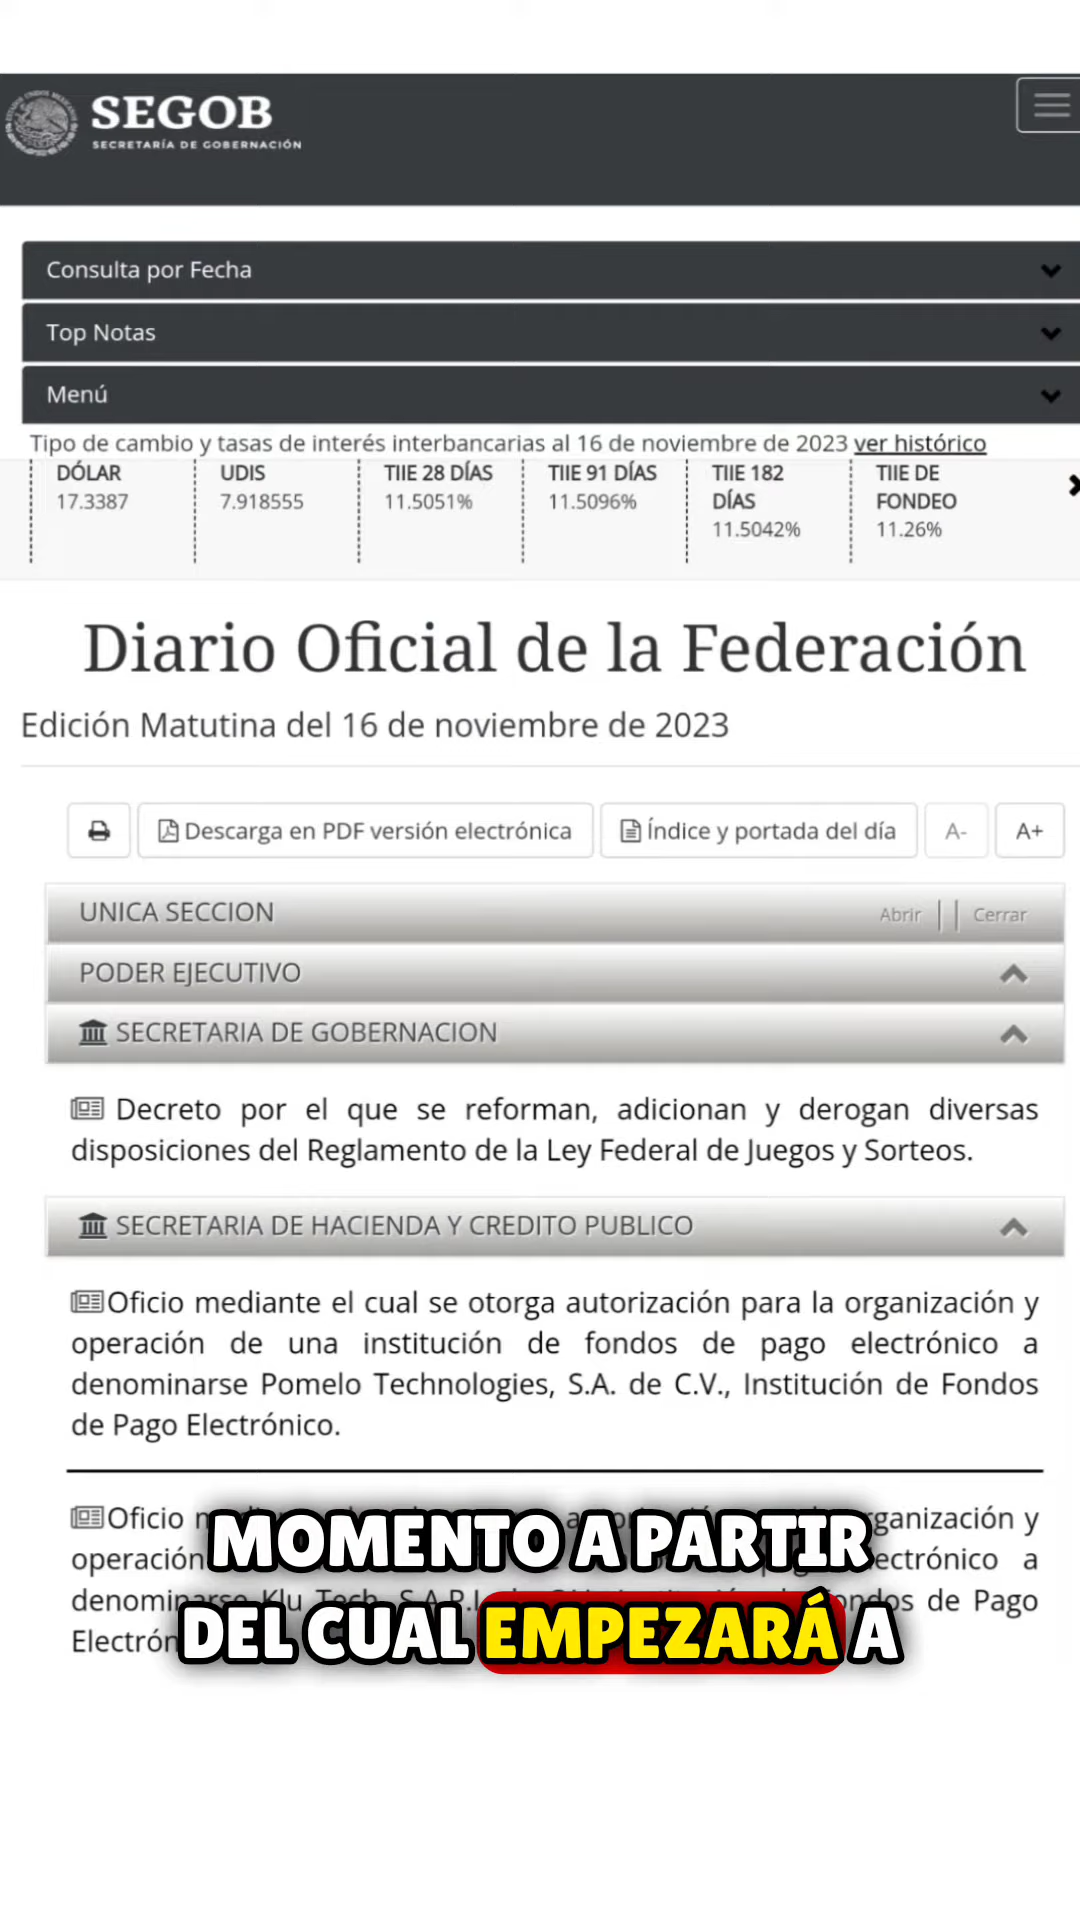 SEGOB
SECRETARÍA DE GOBERNACIÓN
Consulta por Fecha
Top Notas
Menú
Tipo de cambio y tasas de interés interbancarias al 16 de noviembre de 2023 ver histórico
DÓLAR UDIS TIIE 28 DÍAS TIIE 91 DÍAS TIIE 182 TIIE DE
17.3387 7.918555 11.5051% 11.5096% DÍAS FONDEO
11.5042% 11.26%
Diario Oficial de la Federación
Edición Matutina del 16 de noviembre de 2023
Descarga en PDF versión electrónica Índice y portada del día A- A+
UNICA SECCION Abrir || Cerrar
PODER EJECUTIVO
SECRETARIA DE GOBERNACION
Decreto por el que se reforman, adicionan y derogan diversas
disposiciones del Reglamento de la Ley Federal de Juegos y Sorteos.
SECRETARIA DE HACIENDA Y CREDITO PUBLICO
Oficio mediante el cual se otorga autorización para la organización y
operación de una institución de fondos de pago electrónico a
denominarse Pomelo Technologies, S.A. de C.V., Institución de Fondos
de Pago Electrónico.
Oficio
operación
denominarse Klu Tech, de Pago
MOMENTO A PARTIR
DEL CUAL EMPEZARÁ A